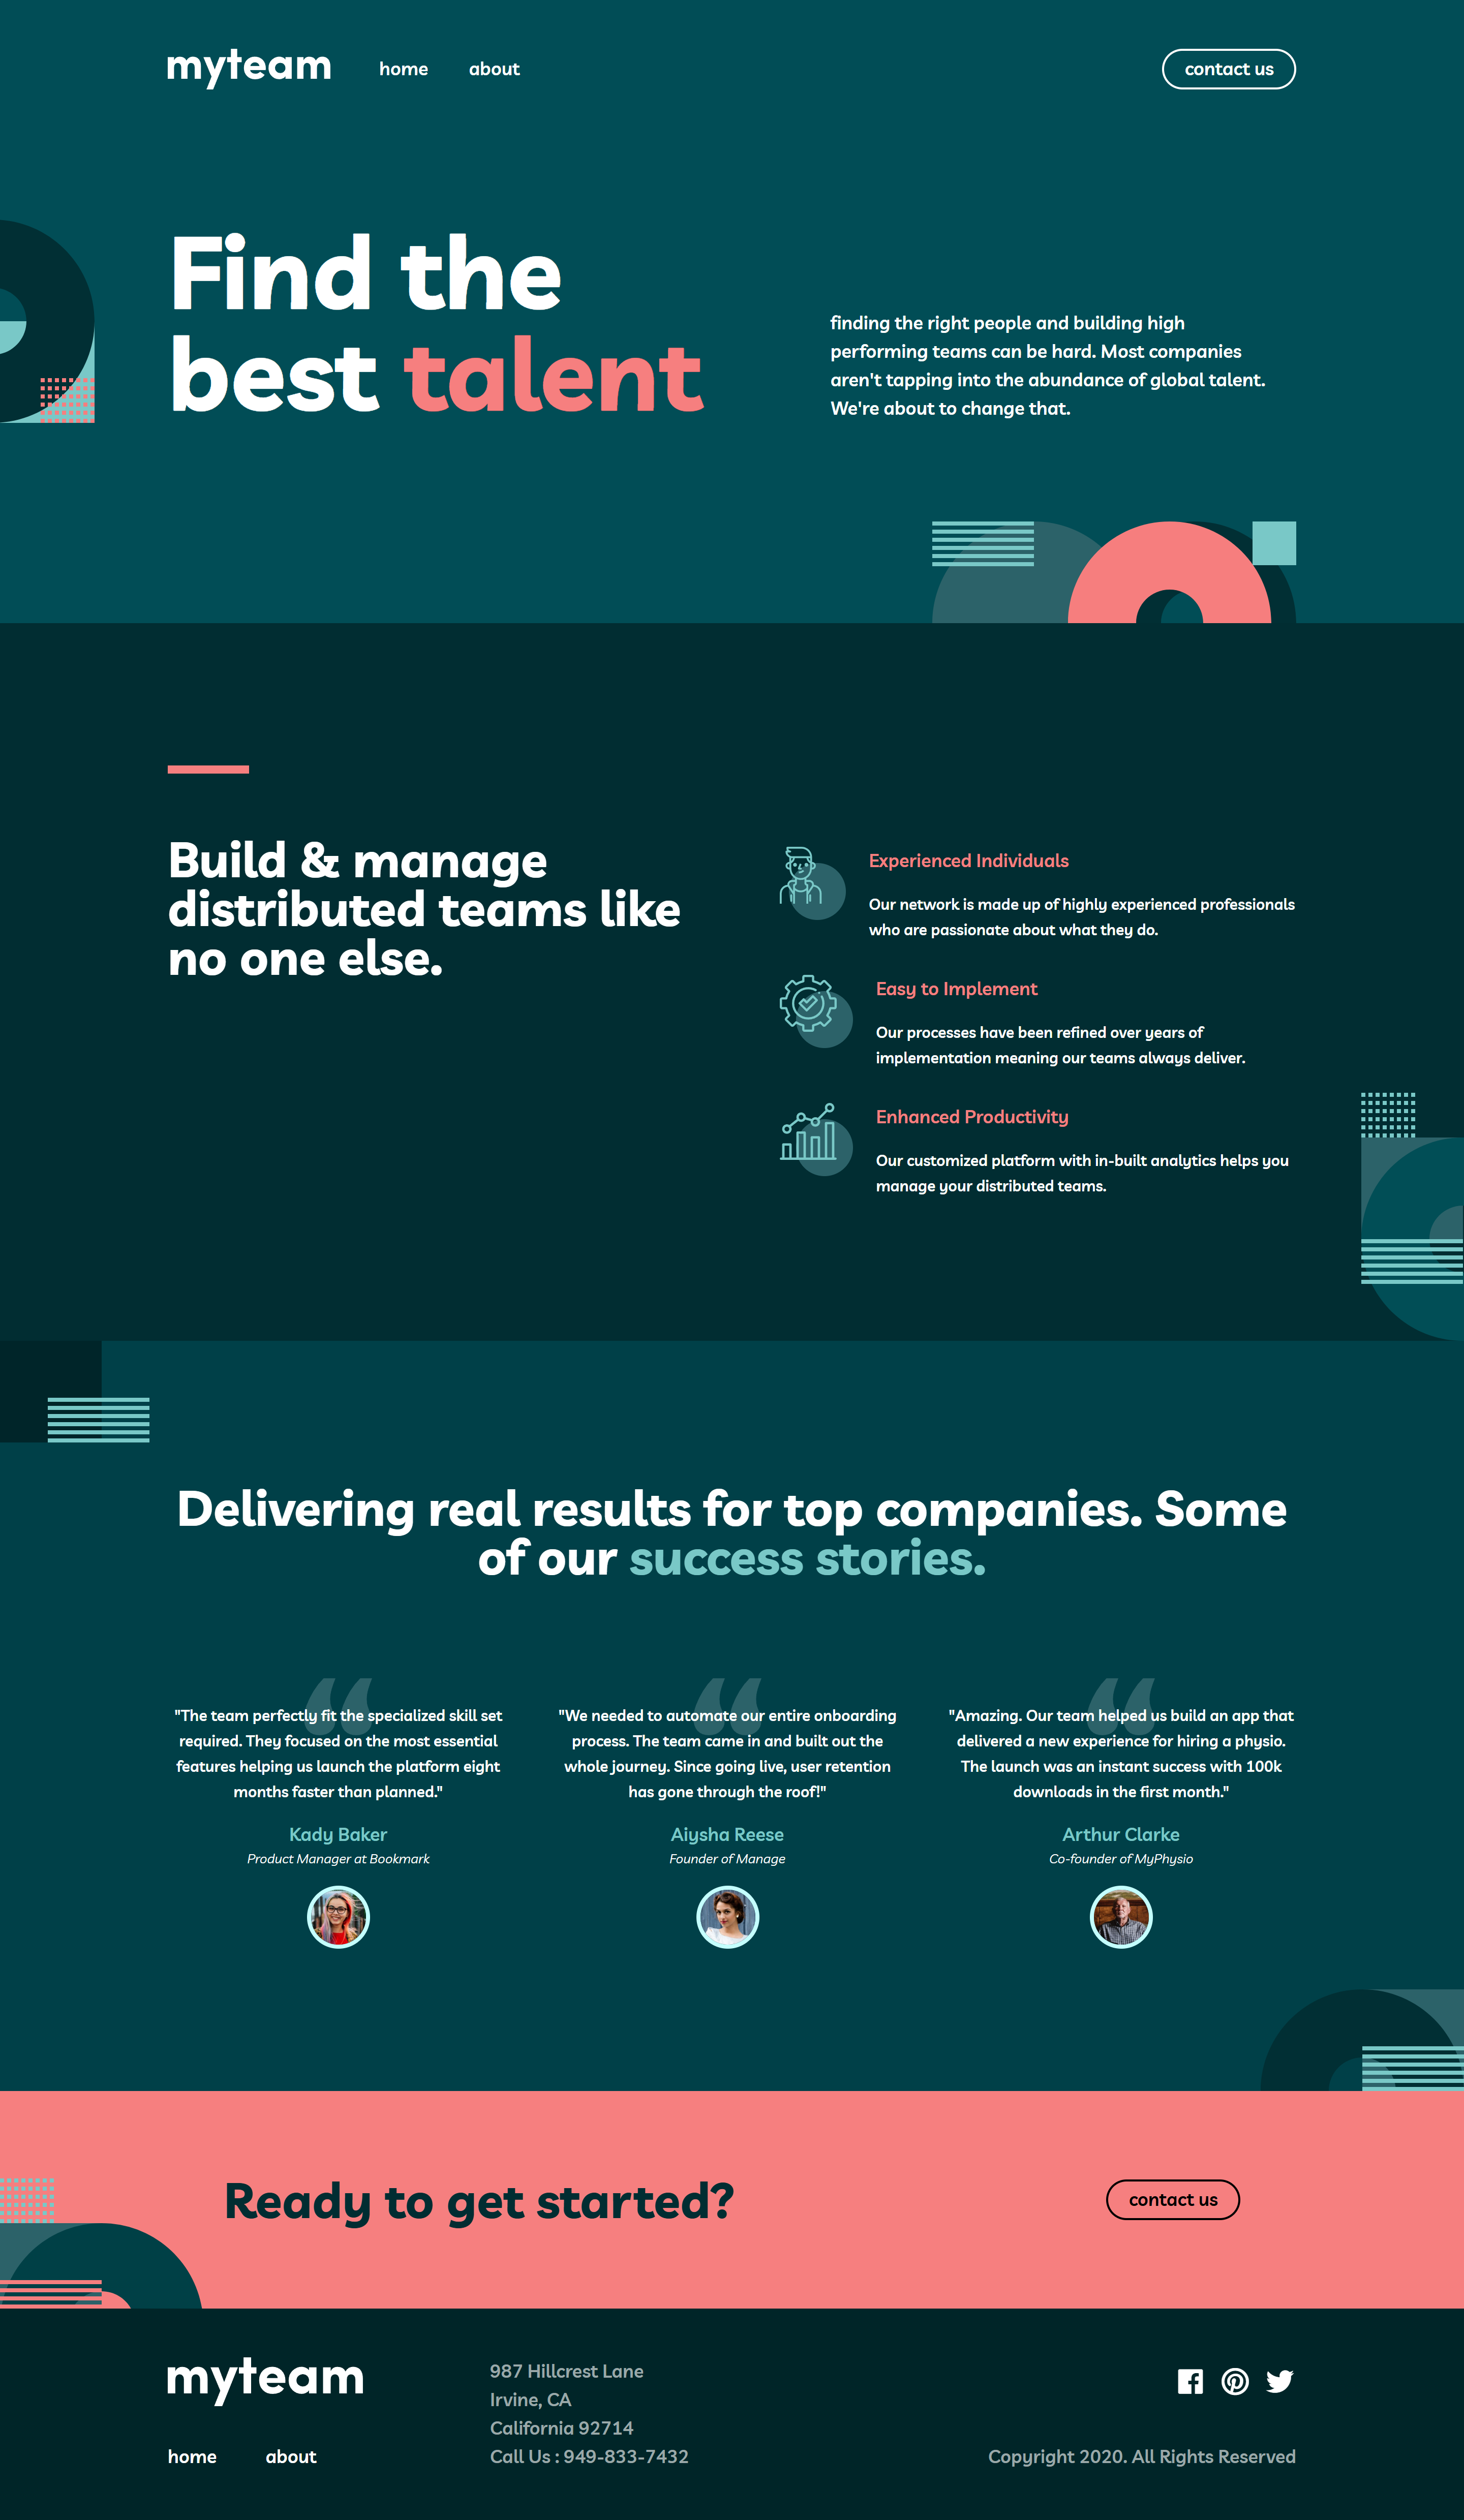 myteam
home
about
contact us
Find the
best talent
finding the right people and building high
performing teams can be hard. Most companies
aren't tapping into the abundance of global talent.
We're about to change that.
Build & manage
distributed teams like
no one else.
Experienced Individuals
Our network is made up of highly experienced professionals
who are passionate about what they do.
Easy to Implement
Our processes have been refined over years of
implementation meaning our teams always deliver.
Enhanced Productivity
Our customized platform with in-built analytics helps you
manage your distributed teams.
Delivering real results for top companies. Some
of our success stories.
"The team perfectly fit the specialized skill set
required. They focused on the most essential
features helping us launch the platform eight
months faster than planned."
Kady Baker
Product Manager at Bookmark
"We needed to automate our entire onboarding
process. The team came in and built out the
whole journey. Since going live, user retention
has gone through the roof!"
Aiysha Reese
Founder of Manage
"Amazing. Our team helped us build an app that
delivered a new experience for hiring a physio.
The launch was an instant success with 100k
downloads in the first month."
Arthur Clarke
Co-founder of MyPhysio
Ready to get started?
contact us
myteam
home
about
987 Hillcrest Lane
Irvine, CA
California 92714
Call Us : 949-833-7432
Copyright 2020. All Rights Reserved